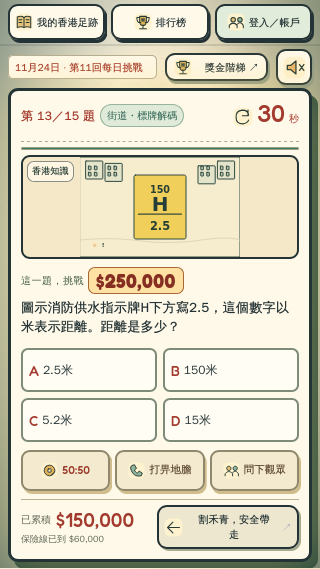 我的香港足跡
排行榜
登入／帳戶
11月24日 · 第11回每日挑戰
獎金階梯 ↗
第 13／15 題
街道 · 標牌解碼
30 秒
香港知識
150
H
2.5
這一題，挑戰 $250,000
圖示消防供水指示牌H下方寫2.5，這個數字以
米表示距離。距離是多少？
A 2.5米
B 150米
C 5.2米
D 15米
50:50
打畀地膽
問下觀眾
已累積 $150,000
保險線已到 $60,000
← 割禾青，安全帶
走 ↗